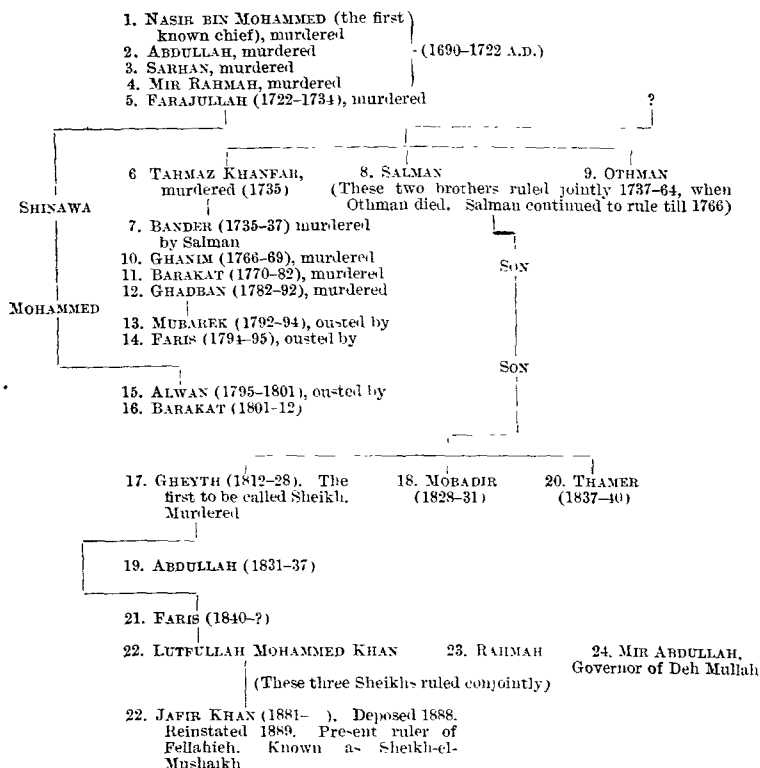 1. NASIR BIN MOHAMMED (the first
known chief), murdered
2. ABDULLAH, murdered
3. SARHAN, murdered
4. MIR RAHMAH, murdered
(1690–1722 A.D.)
5. FARAJULLAH (1722–1734), murdered
?
6 TAHMAZ KHANFAR,
murdered (1735)
8. SALMAN
9. OTHMAN
(These two brothers ruled jointly 1737–64, when
Othman died. Salman continued to rule till 1766)
SHINAWA
7. BANDER (1735–37) murdered
by Salman
10. GHANIM (1766–69), murdered
11. BARAKAT (1770–82), murdered
12. GHADBAN (1782–92), murdered
SON
MOHAMMED
13. MUBAREK (1792–94), ousted by
14. FARIS (1794–95), ousted by
SON
15. ALWAN (1795–1801), ousted by
16. BARAKAT (1801–12)
17. GHEYTH (1812–28). The
first to be called Sheikh.
Murdered
18. MOBADIR
(1828–31)
20. THAMER
(1837–40)
19. ABDULLAH (1831–37)
21. FARIS (1840–?)
22. LUTFULLAH MOHAMMED KHAN
23. RAHMAH
24. MIR ABDULLAH,
Governor of Deh Mullah
(These three Sheikhs ruled conjointly)
22. JAFIR KHAN (1881– ). Deposed 1888.
Reinstated 1889. Present ruler of
Fellahieh. Known as Sheikh-el-
Mushaikh